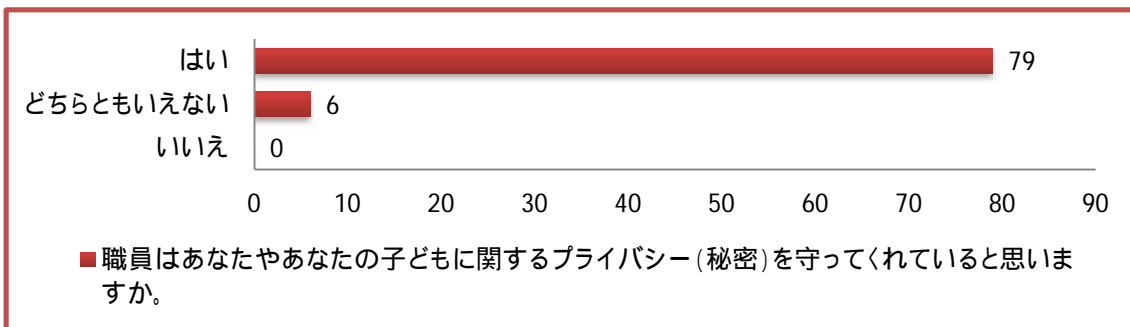 はい 79
どちらともいえない 6
いいえ 0
0 10 20 30 40 50 60 70 80 90
職員はあなたやあなたの子どもに関するプライバシー(秘密)を守ってくれていると思いま
すか。